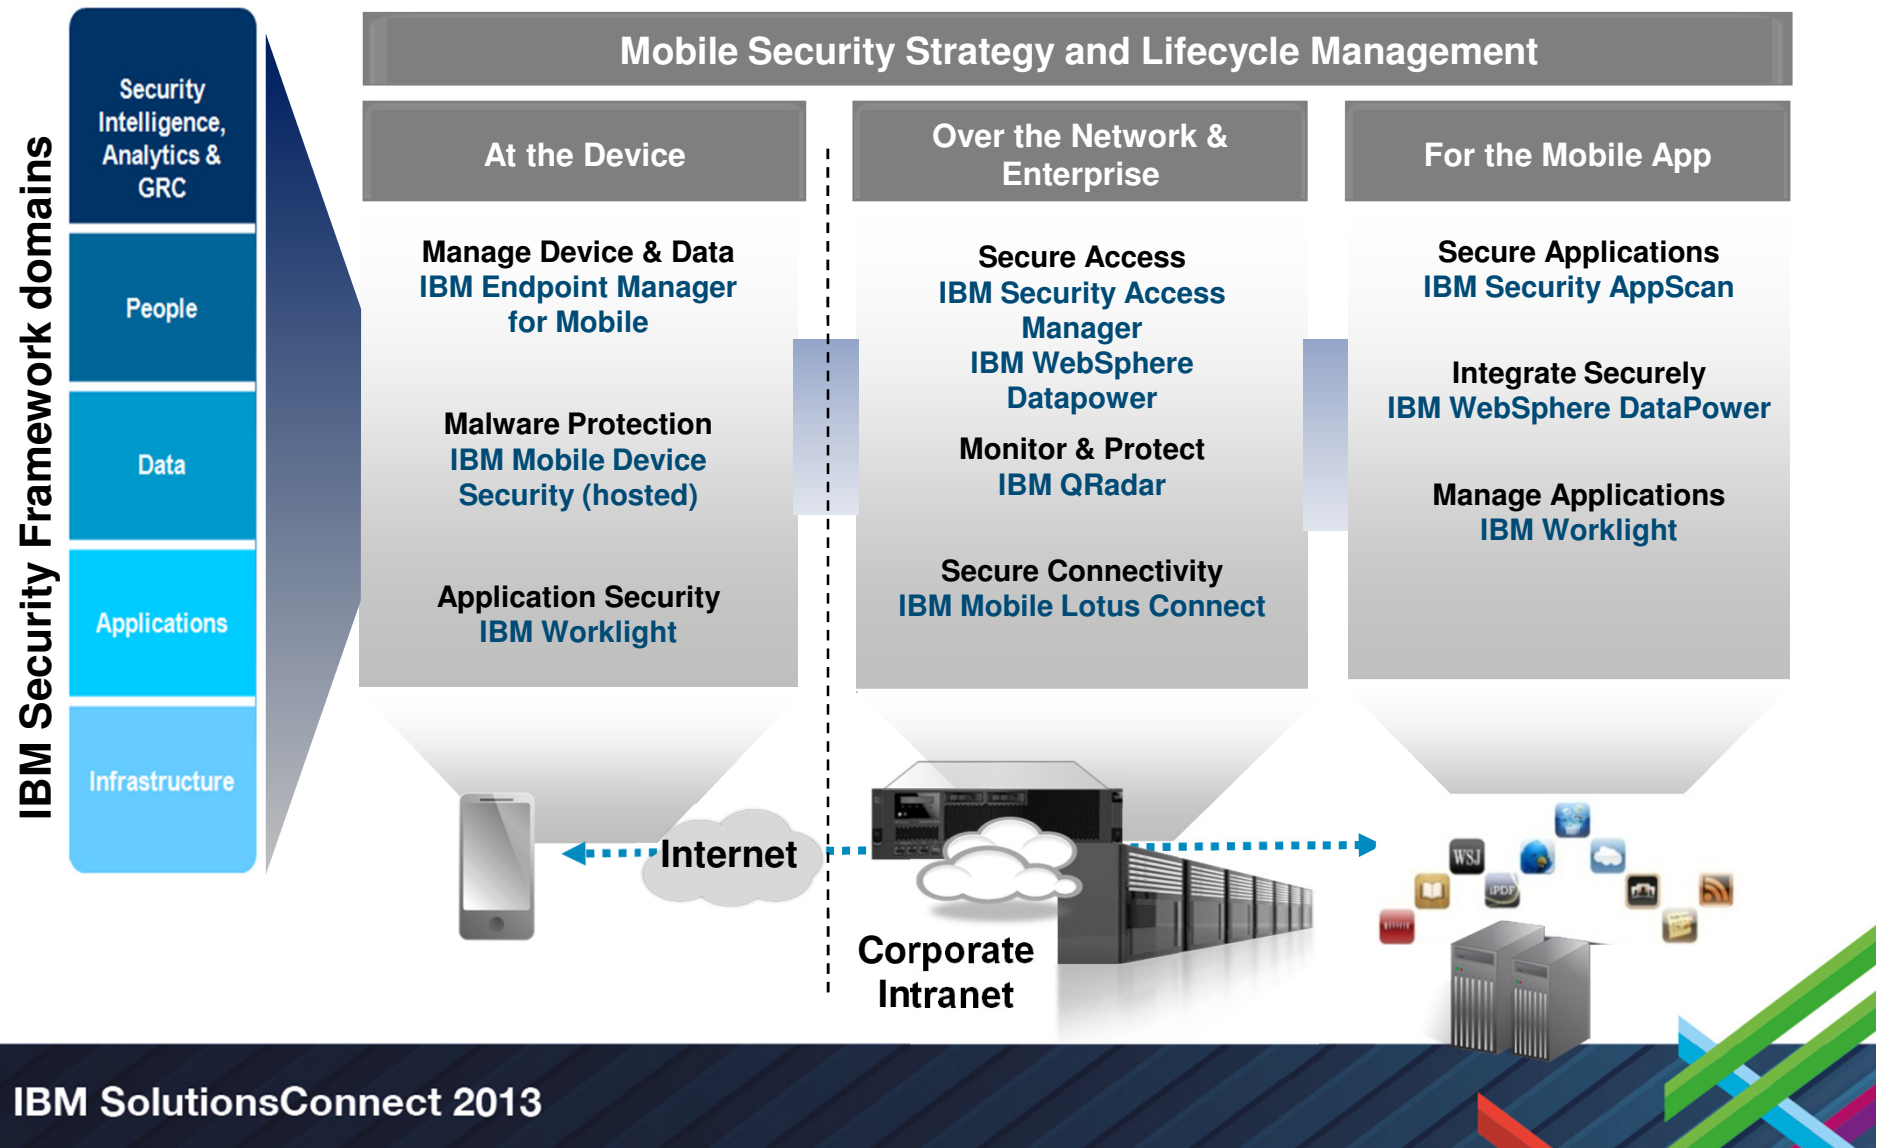 Mobile Security Strategy and Lifecycle Management
IBM Security Framework domains
Security
Intelligence,
Analytics &
GRC
People
Data
Applications
Infrastructure
At the Device
Manage Device & Data
IBM Endpoint Manager
for Mobile
Malware Protection
IBM Mobile Device
Security (hosted)
Application Security
IBM Worklight
Over the Network &
Enterprise
Secure Access
IBM Security Access
Manager
IBM WebSphere
Datapower
Monitor & Protect
IBM QRadar
Secure Connectivity
IBM Mobile Lotus Connect
For the Mobile App
Secure Applications
IBM Security AppScan
Integrate Securely
IBM WebSphere DataPower
Manage Applications
IBM Worklight
Internet
Corporate
Intranet
WSJ
iPDF
NETFLIX
IBM SolutionsConnect 2013